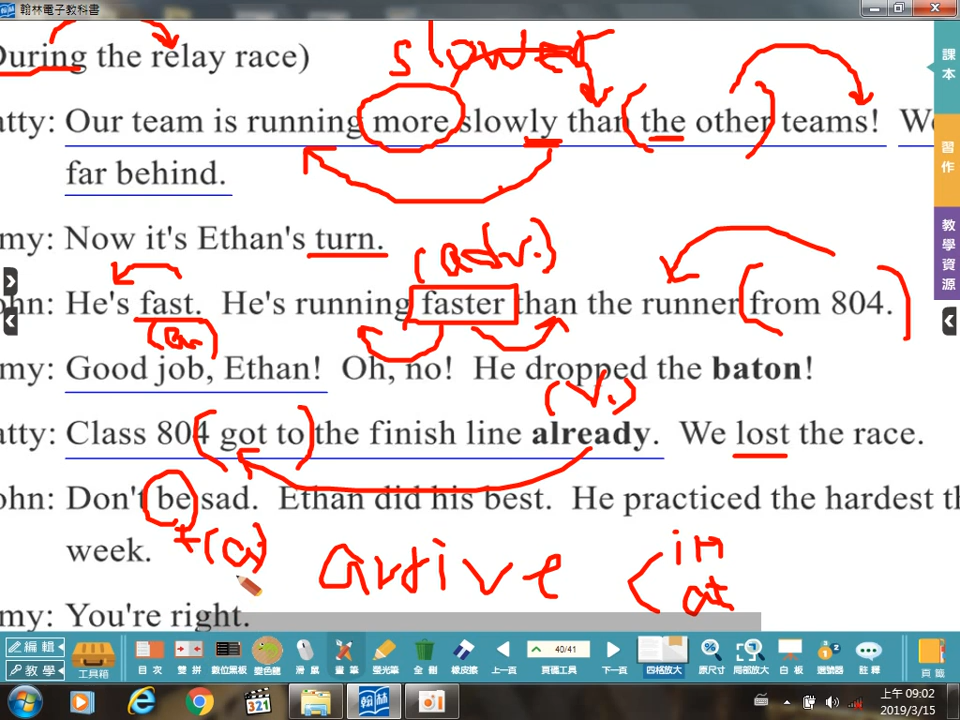 翰林電子教科書
slower
During the relay race)
atty: Our team is running more slowly than the other teams! We
far behind.
my: Now it's Ethan's turn.
(adv.)
ohn: He's fast. He's running faster than the runner from 804.
my: Good job, Ethan! Oh, no! He dropped the baton!
(v.)
atty: Class 804 got to the finish line already. We lost the race.
ohn: Don't be sad. Ethan did his best. He practiced the hardest th
week.
arrive
in
at
my: You're right.
課本
習作
教學資源
編輯
教學
工具箱
目次
雙拼
數位黑板
變色龍
滑鼠
畫筆
螢光筆
全刪
橡皮擦
上一頁
40/41
頁碼工具
下一頁
四格放大
原尺寸
局部放大
白板
選號器
註釋
頁籤
321
翰林
上午 09:02
2019/3/15